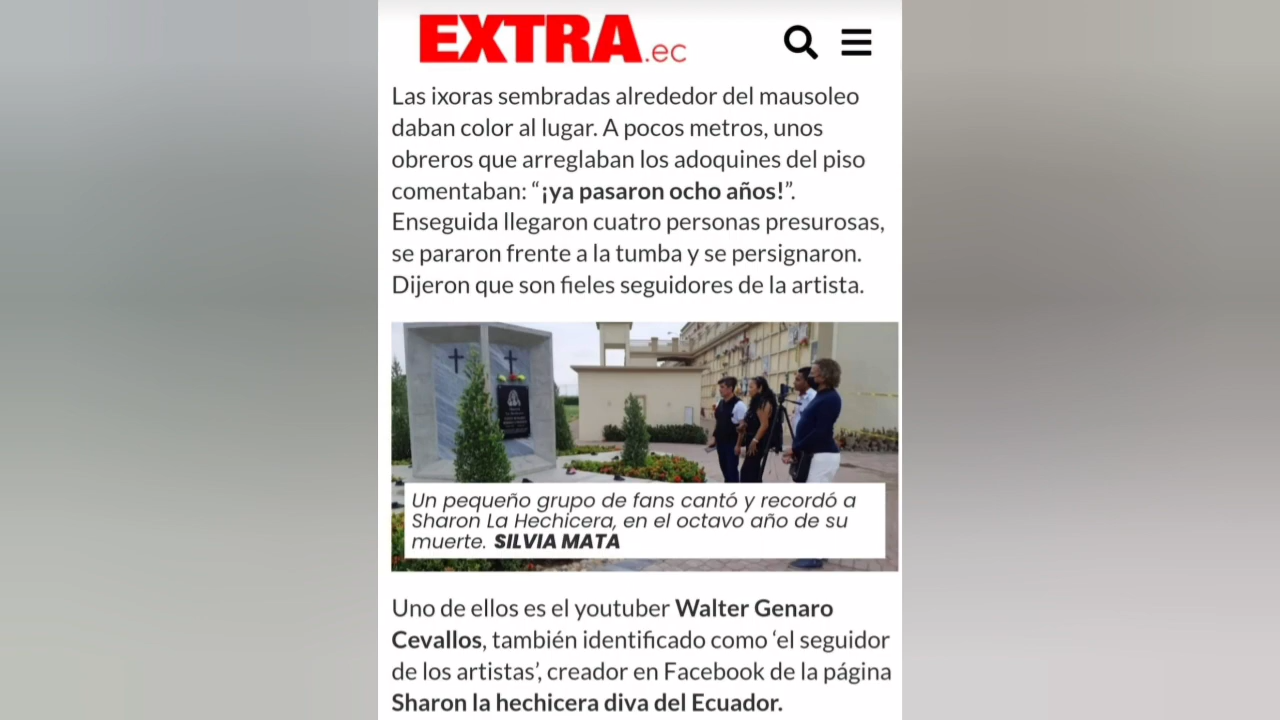 EXTRA.ec
Las ixoras sembradas alrededor del mausoleo
daban color al lugar. A pocos metros, unos
obreros que arreglaban los adoquines del piso
comentaban: “¡ya pasaron ocho años!”.
Enseguida llegaron cuatro personas presurosas,
se pararon frente a la tumba y se persignaron.
Dijeron que son fieles seguidores de la artista.
Un pequeño grupo de fans cantó y recordó a
Sharon La Hechicera, en el octavo año de su
muerte. SILVIA MATA
Uno de ellos es el youtuber Walter Genaro
Cevallos, también identificado como ‘el seguidor
de los artistas’, creador en Facebook de la página
Sharon la hechicera diva del Ecuador.